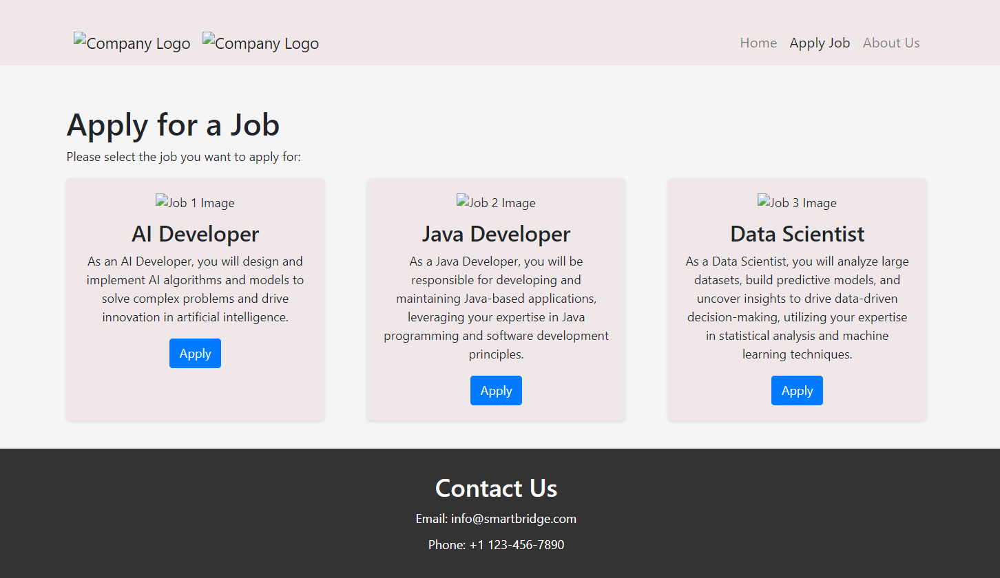 Company Logo Company Logo Home Apply Job About Us
Apply for a Job
Please select the job you want to apply for:
Job 1 Image
AI Developer
As an AI Developer, you will design and
implement AI algorithms and models to
solve complex problems and drive
innovation in artificial intelligence.
Apply
Job 2 Image
Java Developer
As a Java Developer, you will be
responsible for developing and
maintaining Java-based applications,
leveraging your expertise in Java
programming and software development
principles.
Apply
Job 3 Image
Data Scientist
As a Data Scientist, you will analyze large
datasets, build predictive models, and
uncover insights to drive data-driven
decision-making, utilizing your expertise
in statistical analysis and machine
learning techniques.
Apply
Contact Us
Email: info@smartbridge.com
Phone: +1 123-456-7890